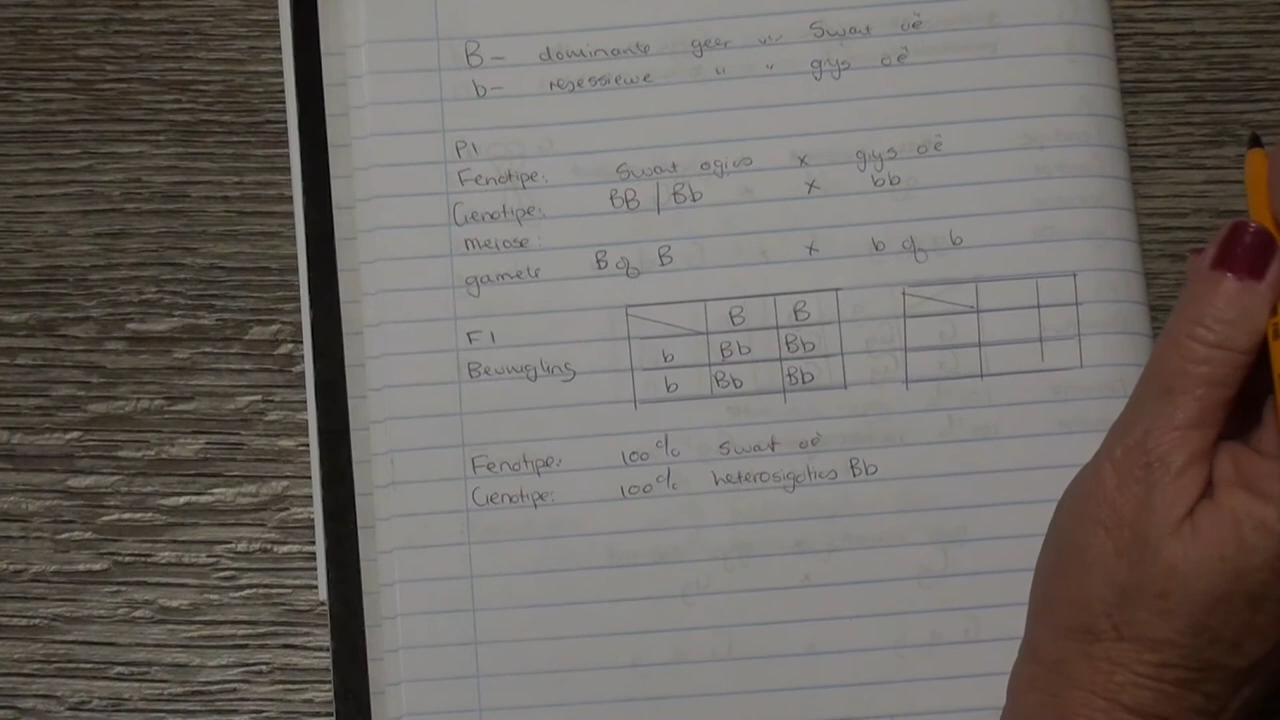 B- dominante geen vir Swart oë
b- resessiewe " " grys oë
P1
Fenotipe: Swart ogies x grys oë
Genotipe: BB | Bb x bb
meiose:
gamete B of B x b of b
F1
Bevrugting
B B
b Bb Bb
b Bb Bb
Fenotipe: 100% Swart oë
Genotipe: 100% heterosigoties Bb